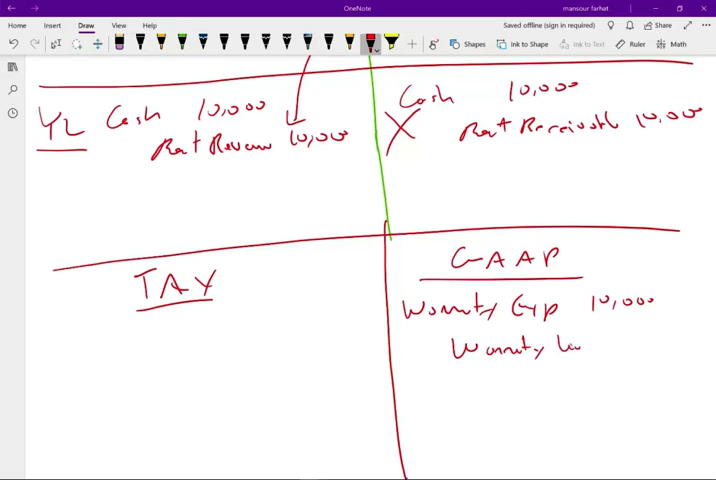 OneNote
mansour farhat
Home Insert Draw View Help
Saved offline (sign in required)
Share
Shapes Ink to Shape Ink to Text Ruler Math
Y2 Cash 10,000
Rent Revenue 10,000
Cash 10,000
Rent Receivable 10,000
TAX
GAAP
Warranty Exp 10,000
Warranty